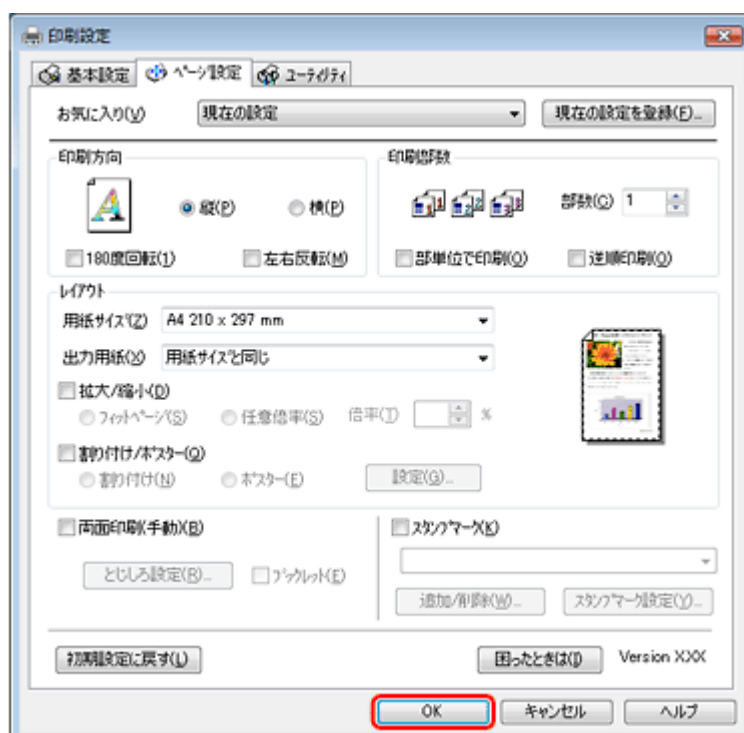 印刷設定
基本設定 ページ設定 ユーティリティ
お気に入り(V) 現在の設定 現在の設定を登録(F)...
印刷方向 印刷部数
縦(P) 横(P) 部数(C) 1
180度回転(1) 左右反転(M) 部単位で印刷(O) 逆順印刷(O)
レイアウト
用紙サイズ(Z) A4 210 x 297 mm
出力用紙(X) 用紙サイズと同じ
拡大/縮小(D)
フィットページ(S) 任意倍率(S) 倍率(T) %
割り付け/ポスター(Q)
割り付け(N) ポスター(E) 設定(G)...
両面印刷(手動)(B) スタンプマーク(K)
とじしろ設定(R)... ブックレット(E)
追加/削除(W)... スタンプマーク設定(Y)...
初期設定に戻す(L) 困ったときは(I) Version XXX
OK キャンセル ヘルプ